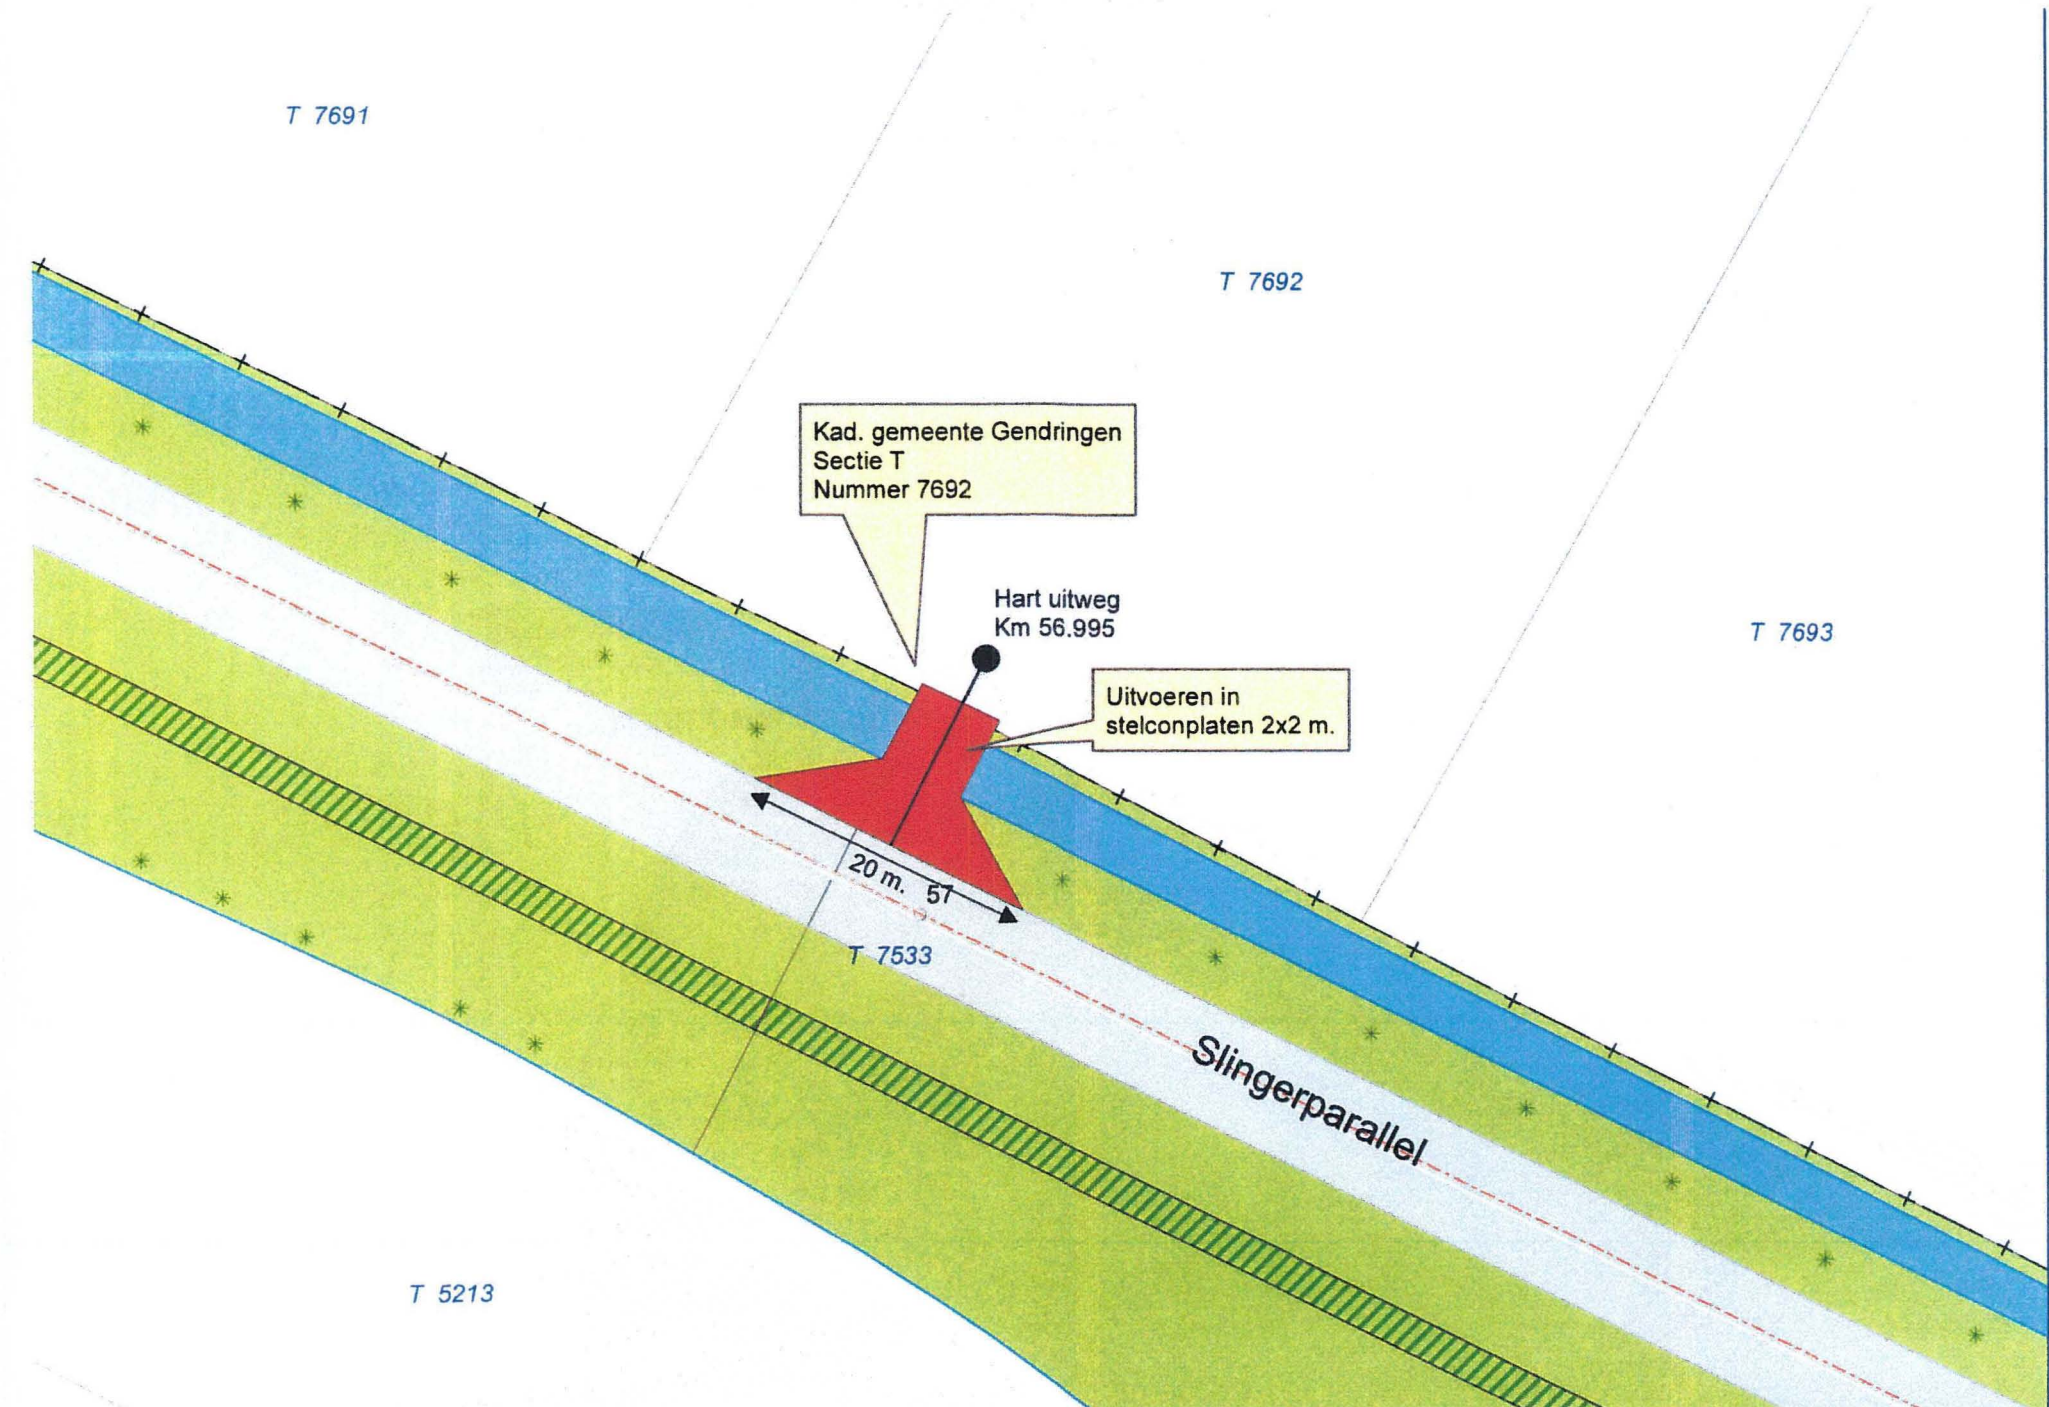 T 7691
T 7692
Kad. gemeente Gendringen
Sectie T
Nummer 7692
Hart uitweg
Km 56.995
T 7693
Uitvoeren in
stelconplaten 2x2 m.
20 m.
57
T 7533
Slingerparallel
T 5213